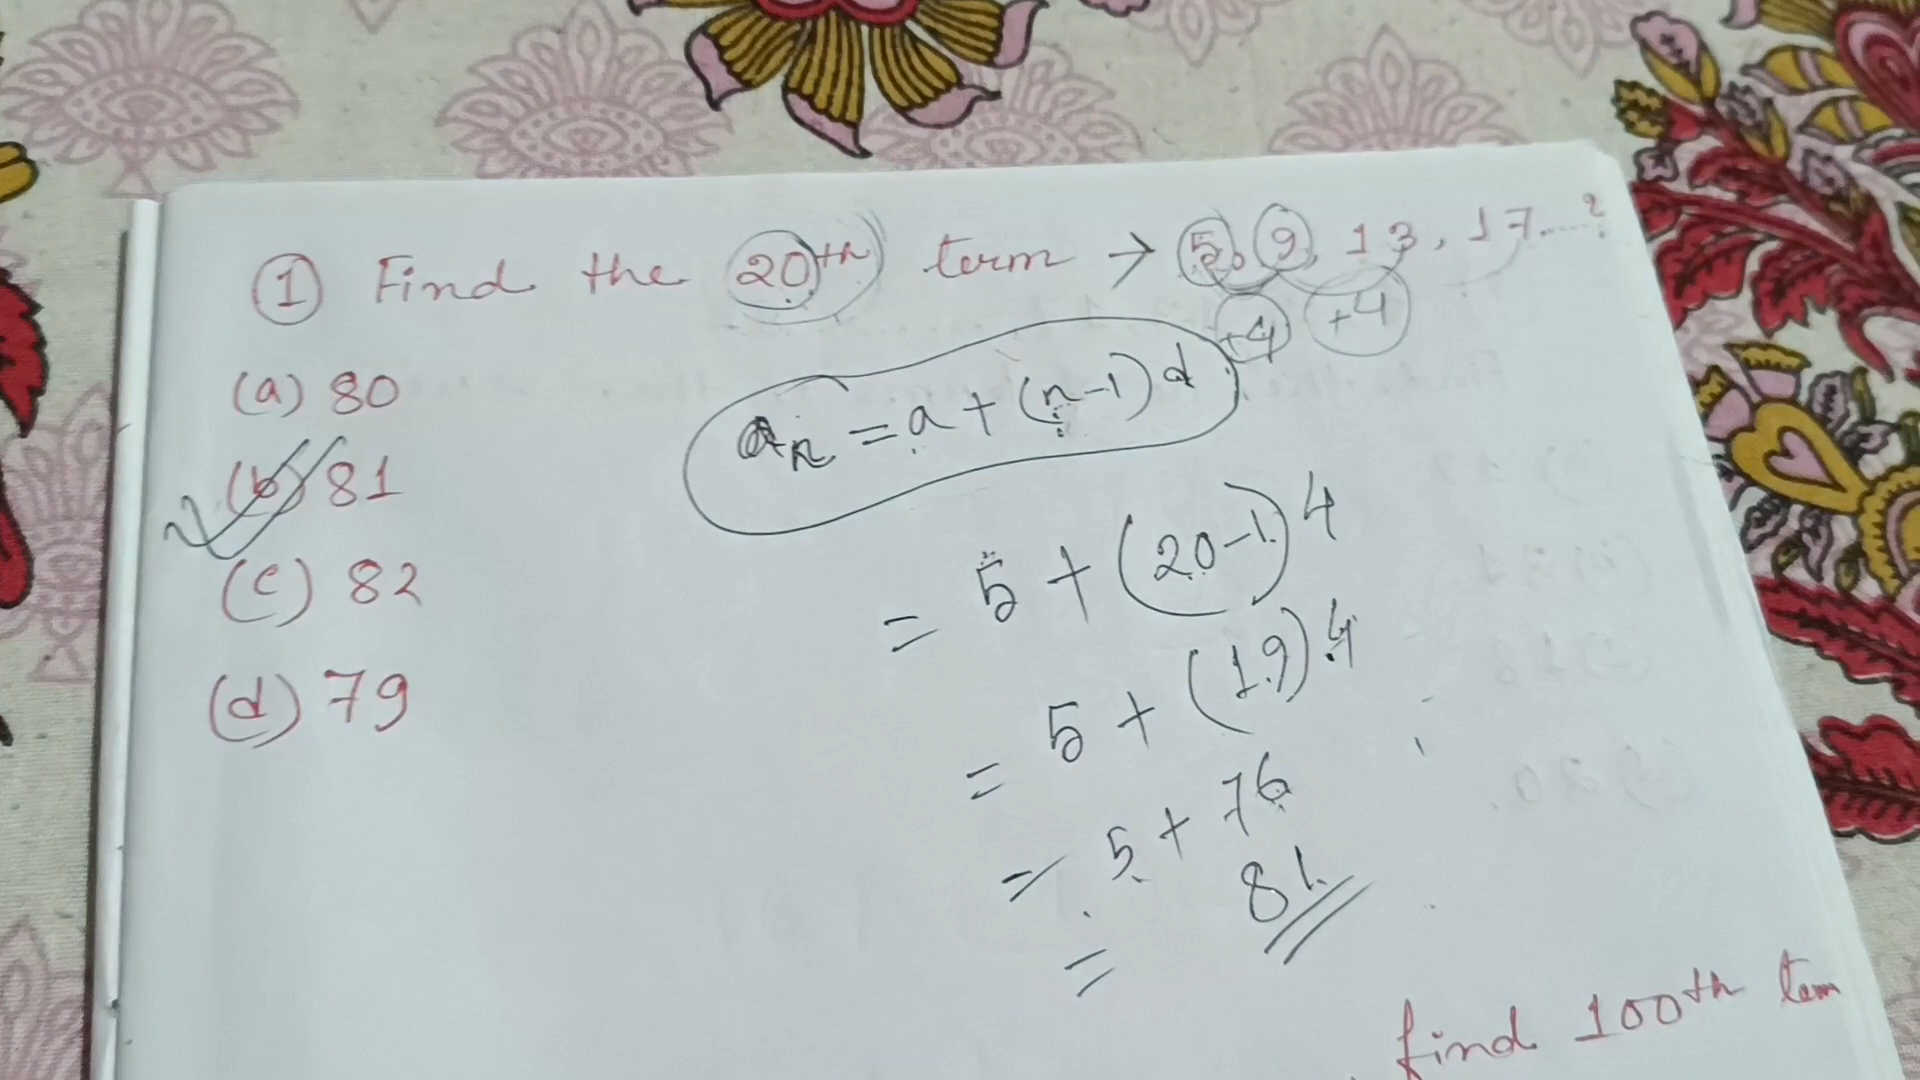 ① Find the 20th term → 5, 9, 13, 17.....?
+4 +4
(a) 80
(b) 81
(c) 82
(d) 79
an = a + (n-1) d
= 5 + (20-1) 4
= 5 + (19) 4
= 5 + 76
= 81
find 100th term